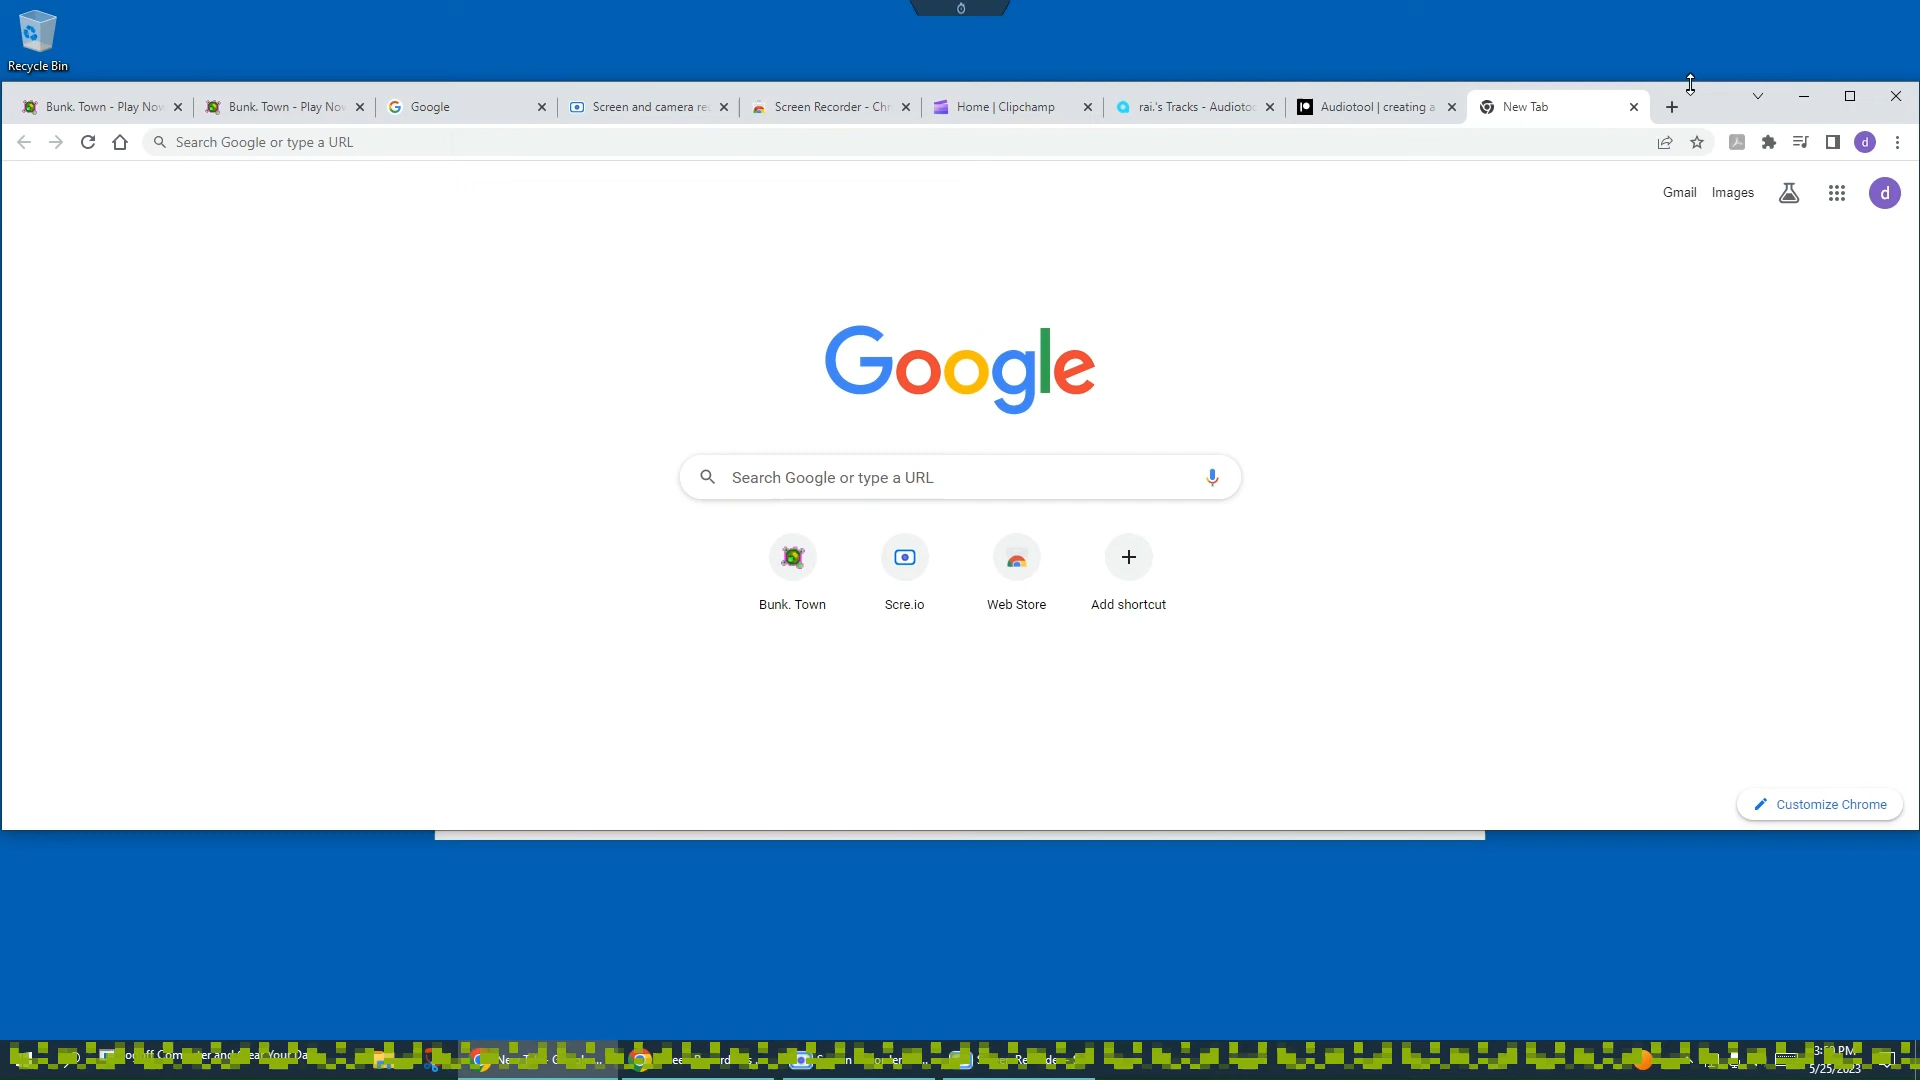 Recycle Bin
Bunk. Town - Play Nov
Bunk. Town - Play Nov
Google
Screen and camera re
Screen Recorder - Chr
Home | Clipchamp
rai.'s Tracks - Audiotoo
Audiotool | creating a
New Tab
Search Google or type a URL
d
Gmail
Images
d
Google
Search Google or type a URL
Bunk. Town
Scre.io
Web Store
Add shortcut
Customize Chrome
5/25/2023